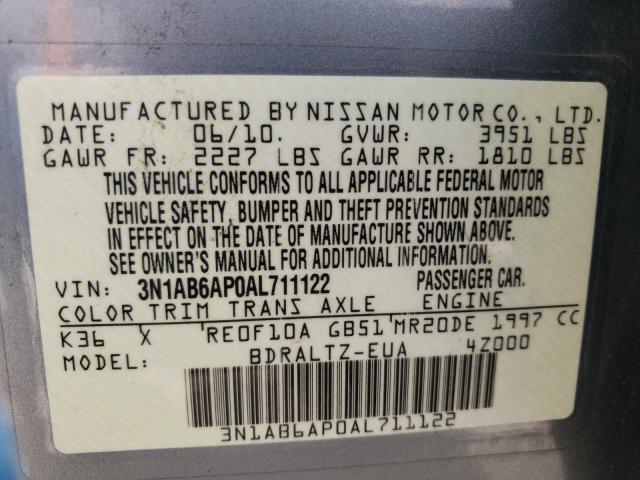 MANUFACTURED BY NISSAN MOTOR CO., LTD.
DATE: 06/10. GVWR: 3951 LBS
GAWR FR: 2227 LBS GAWR RR: 1810 LBS
THIS VEHICLE CONFORMS TO ALL APPLICABLE FEDERAL MOTOR
VEHICLE SAFETY, BUMPER AND THEFT PREVENTION STANDARDS
IN EFFECT ON THE DATE OF MANUFACTURE SHOWN ABOVE.
SEE OWNER'S MANUAL FOR ADDITIONAL INFORMATION.
VIN: 3N1AB6AP0AL711122 PASSENGER CAR.
COLOR TRIM TRANS AXLE ENGINE
K36 X RE0F10A GB51 MR20DE 1997 CC
MODEL: BDRALTZ-EUA 4Z000
3N1AB6AP0AL711122